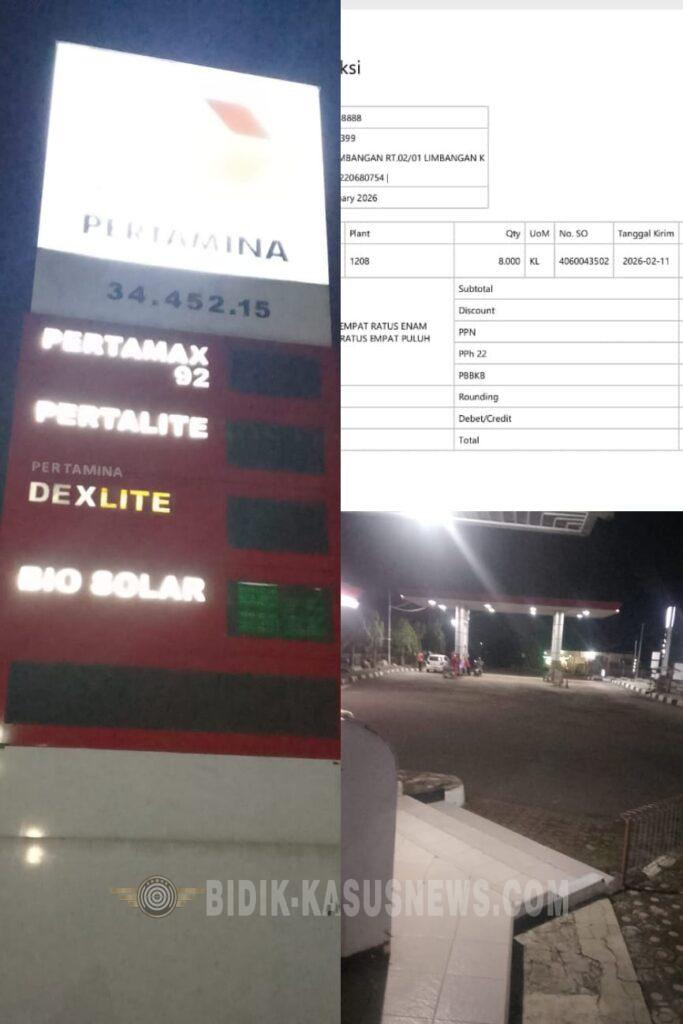 PERTAMINA
34.452.15
PERTAMAX
92
PERTALITE
PERTAMINA
DEXLITE
BIO SOLAR
ksi
8888
399
MBANGAN RT.02/01 LIMBANGAN K
220680754 |
ary 2026
Plant Qty UoM No. SO Tanggal Kirim
1208 8.000 KL 4060043502 2026-02-11
EMPAT RATUS ENAM
RATUS EMPAT PULUH
Subtotal
Discount
PPN
PPh 22
PBBKB
Rounding
Debet/Credit
Total
BIDIK-KASUSNEWS.COM